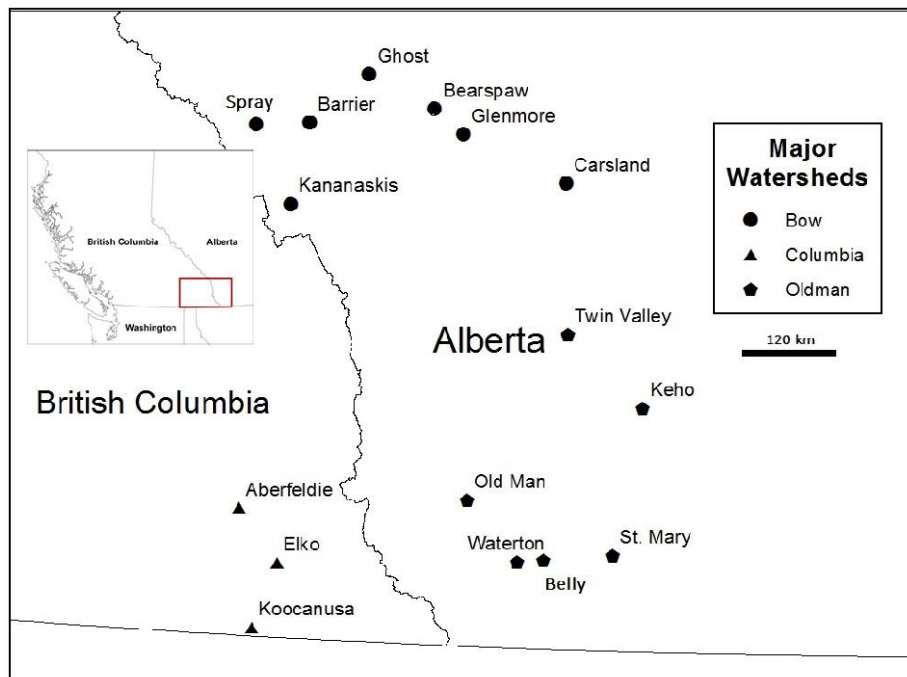 Ghost
Bearspaw
Spray
Barrier
Glenmore
Carsland
Kananaskis
British Columbia
Alberta
Washington
Major
Watersheds
Bow
Columbia
Oldman
120 km
Twin Valley
Alberta
Keho
British Columbia
Old Man
Aberfeldie
Elko
Waterton
St. Mary
Belly
Koocanusa